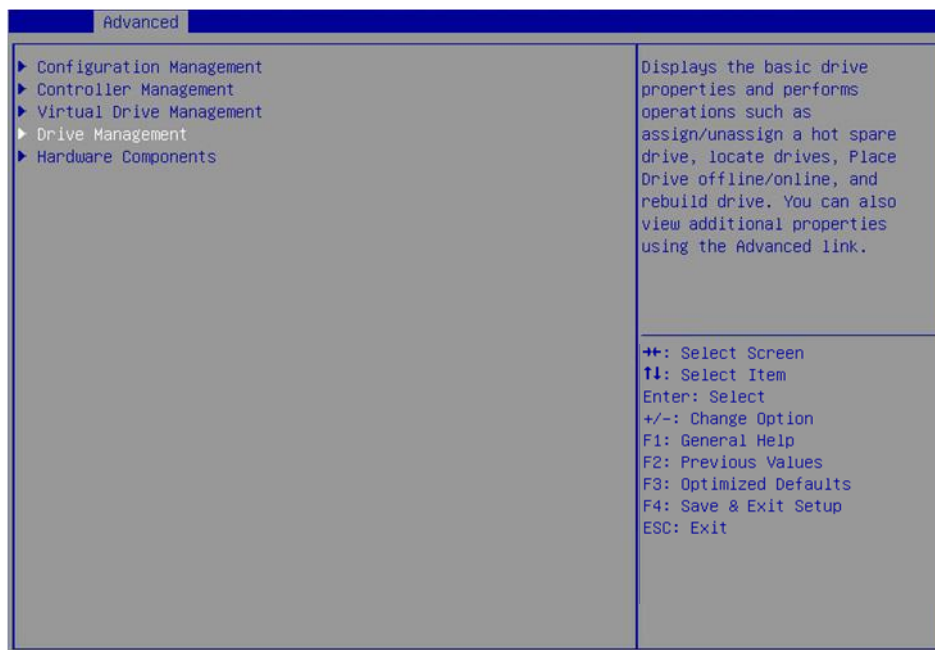 Advanced
Configuration Management
Controller Management
Virtual Drive Management
Drive Management
Hardware Components
Displays the basic drive
properties and performs
operations such as
assign/unassign a hot spare
drive, locate drives, Place
Drive offline/online, and
rebuild drive. You can also
view additional properties
using the Advanced link.
→←: Select Screen
↑↓: Select Item
Enter: Select
+/-: Change Option
F1: General Help
F2: Previous Values
F3: Optimized Defaults
F4: Save & Exit Setup
ESC: Exit